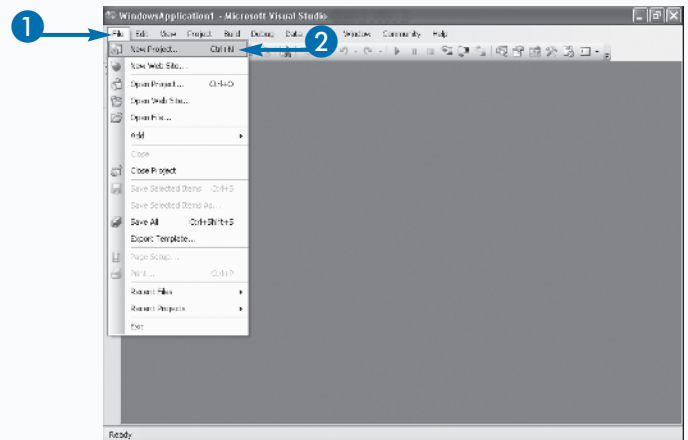 WindowsApplication1 - Microsoft Visual Studio
File Edit View Project Build Debug Data Window Community Help
1
2
New Project... Ctrl+N
New Web Site...
Open Project... Ctrl+O
Open Web Site...
Open File...
Add
Close
Close Project
Save Selected Items Ctrl+S
Save Selected Items As...
Save All Ctrl+Shift+S
Export Template...
Page Setup...
Print... Ctrl+P
Recent Files
Recent Projects
Exit
Ready